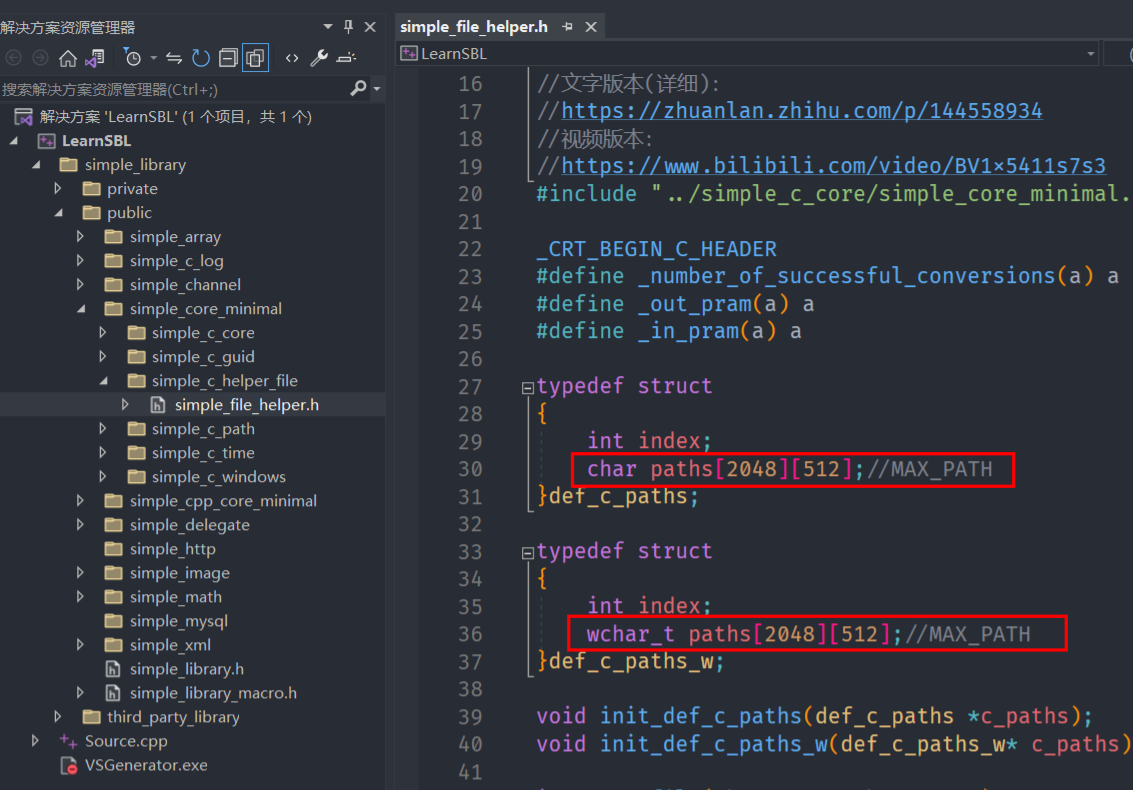 解决方案资源管理器
搜索解决方案资源管理器(Ctrl+;)
解决方案 'LearnSBL' (1 个项目，共 1 个)
LearnSBL
simple_library
private
public
simple_array
simple_c_log
simple_channel
simple_core_minimal
simple_c_core
simple_c_guid
simple_c_helper_file
simple_file_helper.h
simple_c_path
simple_c_time
simple_c_windows
simple_cpp_core_minimal
simple_delegate
simple_http
simple_image
simple_math
simple_mysql
simple_xml
simple_library.h
simple_library_macro.h
third_party_library
Source.cpp
VSGenerator.exe
simple_file_helper.h
LearnSBL
16 //文字版本(详细):
17 //https://zhuanlan.zhihu.com/p/144558934
18 //视频版本:
19 //https://www.bilibili.com/video/BV1x5411s7s3
20 #include "../simple_c_core/simple_core_minimal.
21
22 _CRT_BEGIN_C_HEADER
23 #define _number_of_successful_conversions(a) a
24 #define _out_pram(a) a
25 #define _in_pram(a) a
26
27 typedef struct
28 {
29 int index;
30 char paths[2048][512];//MAX_PATH
31 }def_c_paths;
32
33 typedef struct
34 {
35 int index;
36 wchar_t paths[2048][512];//MAX_PATH
37 }def_c_paths_w;
38
39 void init_def_c_paths(def_c_paths *c_paths);
40 void init_def_c_paths_w(def_c_paths_w* c_paths)
41